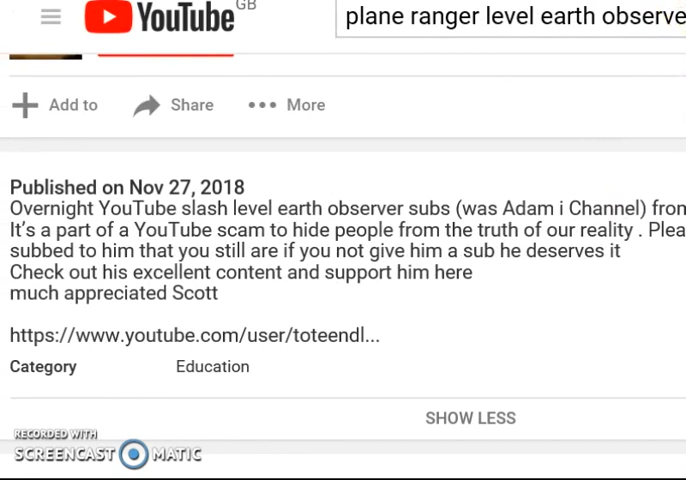 YouTube GB
plane ranger level earth observe
Add to
Share
More
Published on Nov 27, 2018
Overnight YouTube slash level earth observer subs (was Adam i Channel) fron
It's a part of a YouTube scam to hide people from the truth of our reality . Plea
subbed to him that you still are if you not give him a sub he deserves it
Check out his excellent content and support him here
much appreciated Scott
https://www.youtube.com/user/toteendl...
Category Education
SHOW LESS
RECORDED WITH
SCREENCAST MATIC